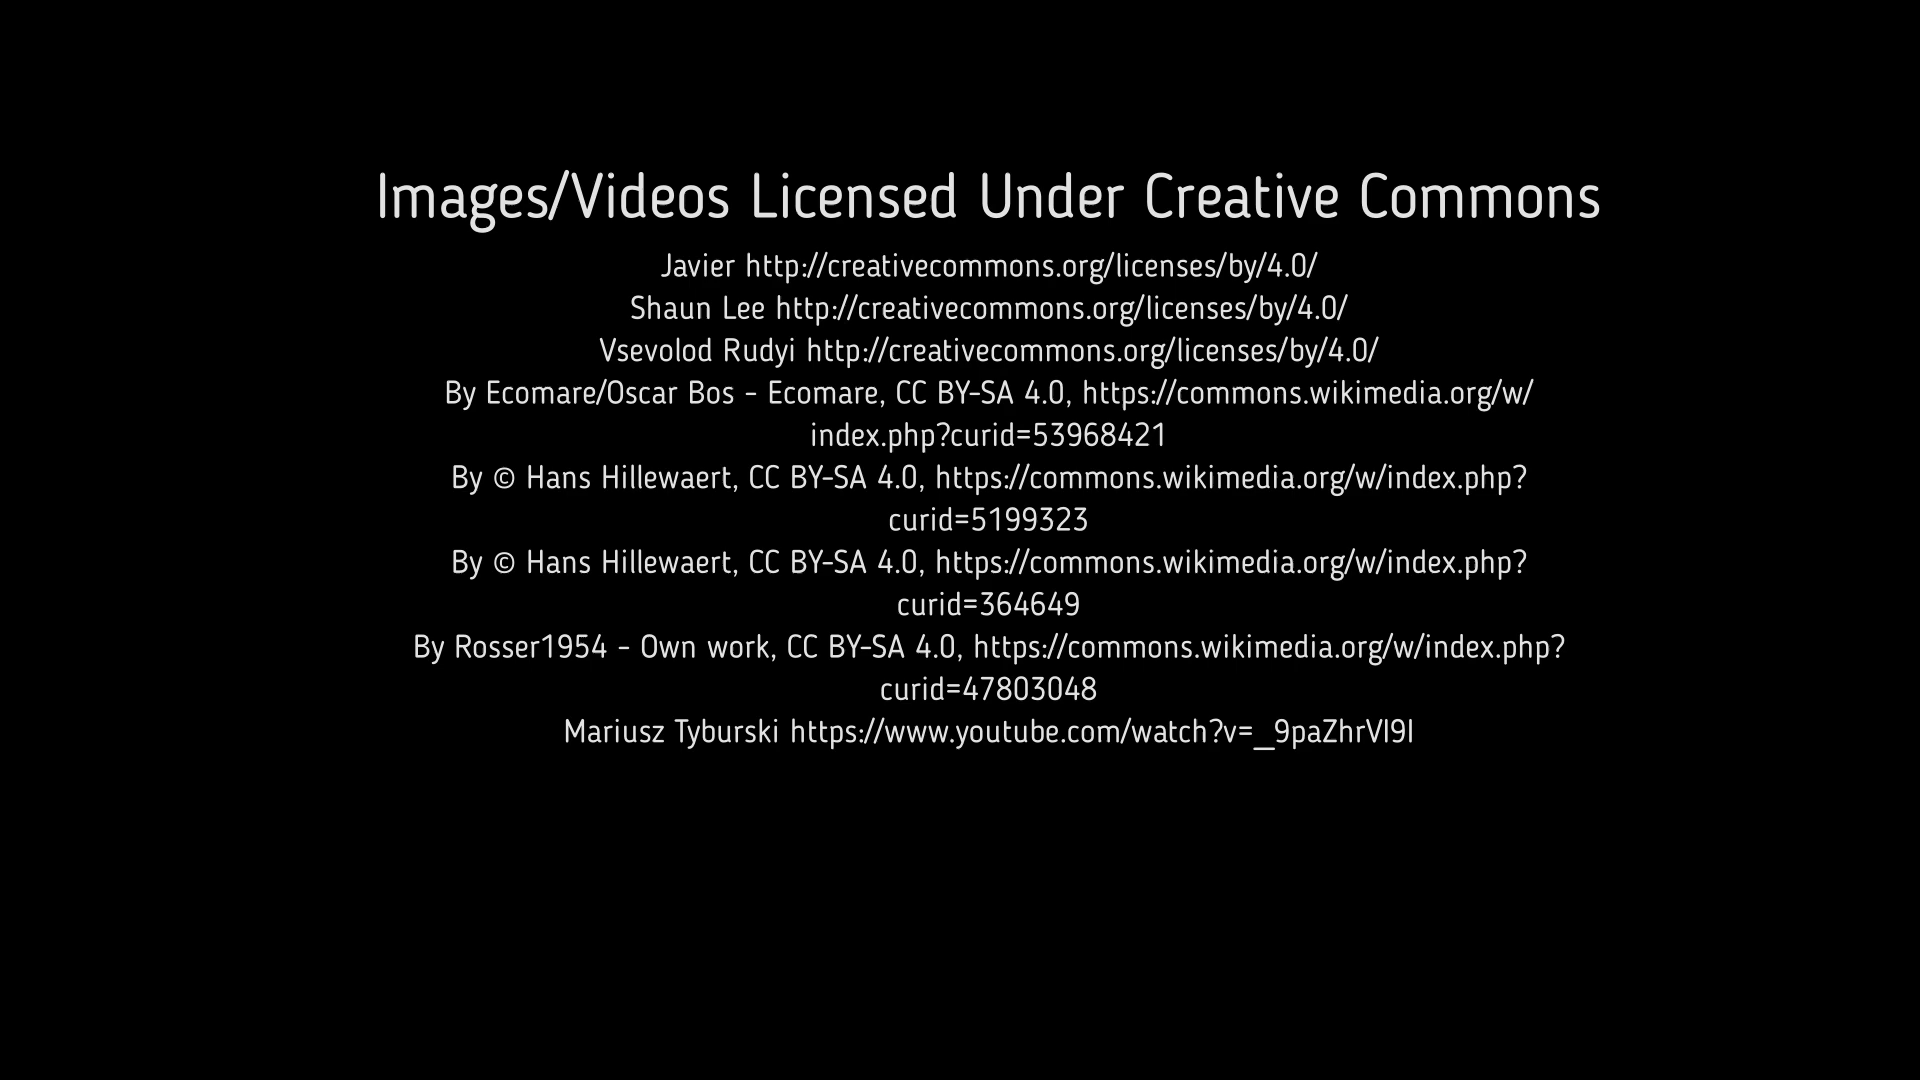 Images/Videos Licensed Under Creative Commons
Javier http://creativecommons.org/licenses/by/4.0/
Shaun Lee http://creativecommons.org/licenses/by/4.0/
Vsevolod Rudyi http://creativecommons.org/licenses/by/4.0/
By Ecomare/Oscar Bos - Ecomare, CC BY-SA 4.0, https://commons.wikimedia.org/w/
index.php?curid=53968421
By © Hans Hillewaert, CC BY-SA 4.0, https://commons.wikimedia.org/w/index.php?
curid=5199323
By © Hans Hillewaert, CC BY-SA 4.0, https://commons.wikimedia.org/w/index.php?
curid=364649
By Rosser1954 - Own work, CC BY-SA 4.0, https://commons.wikimedia.org/w/index.php?
curid=47803048
Mariusz Tyburski https://www.youtube.com/watch?v=_9paZhrVI9I